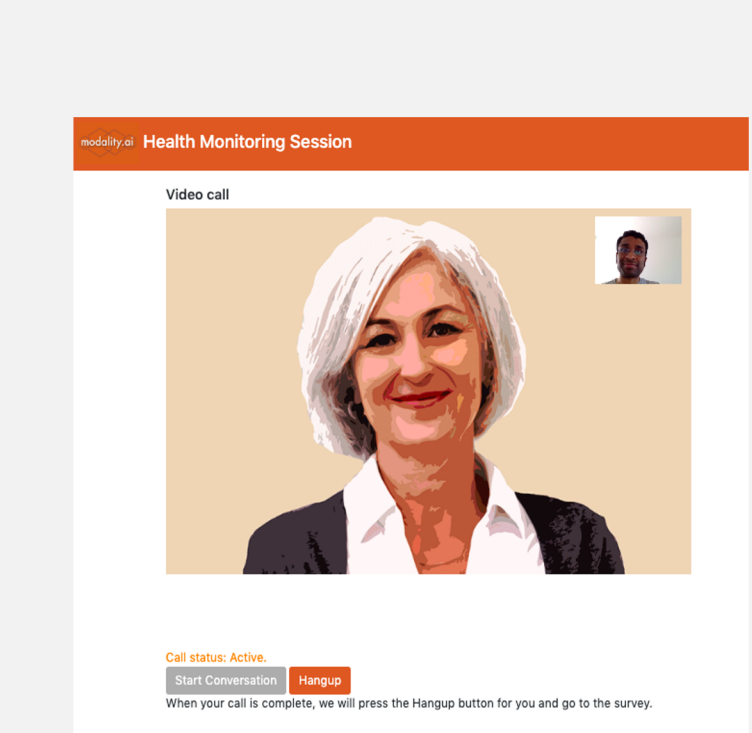 modality.ai Health Monitoring Session
Video call
Call status: Active.
Start Conversation Hangup
When your call is complete, we will press the Hangup button for you and go to the survey.